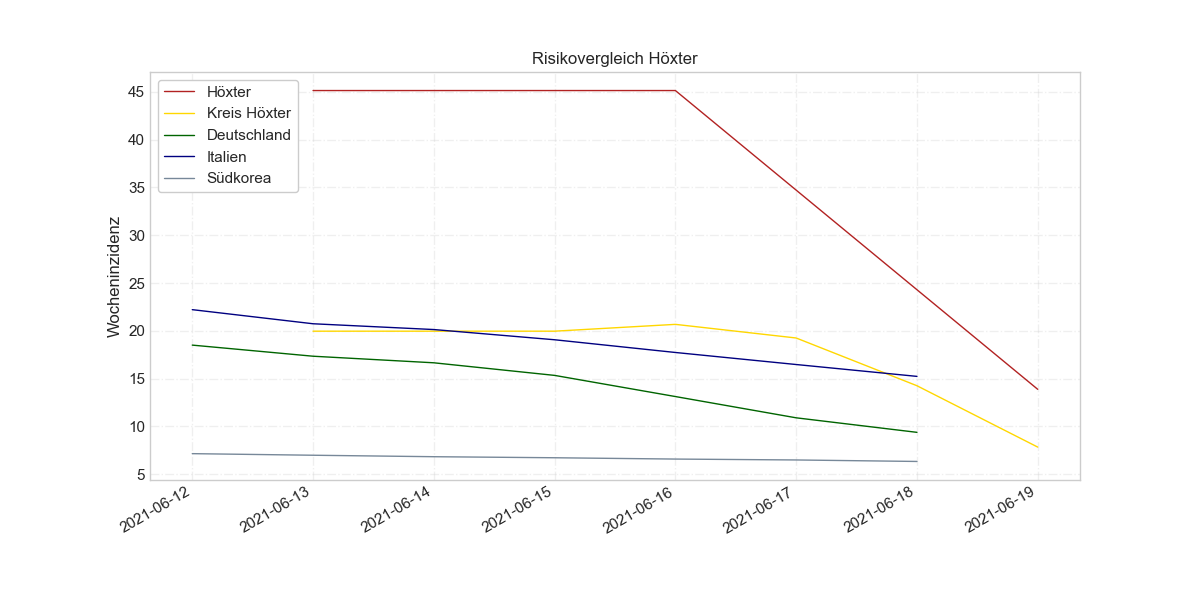 Risikovergleich Höxter
Höxter
Kreis Höxter
Deutschland
Italien
Südkorea
Wocheninzidenz
45
40
35
30
25
20
15
10
5
2021-06-12
2021-06-13
2021-06-14
2021-06-15
2021-06-16
2021-06-17
2021-06-18
2021-06-19